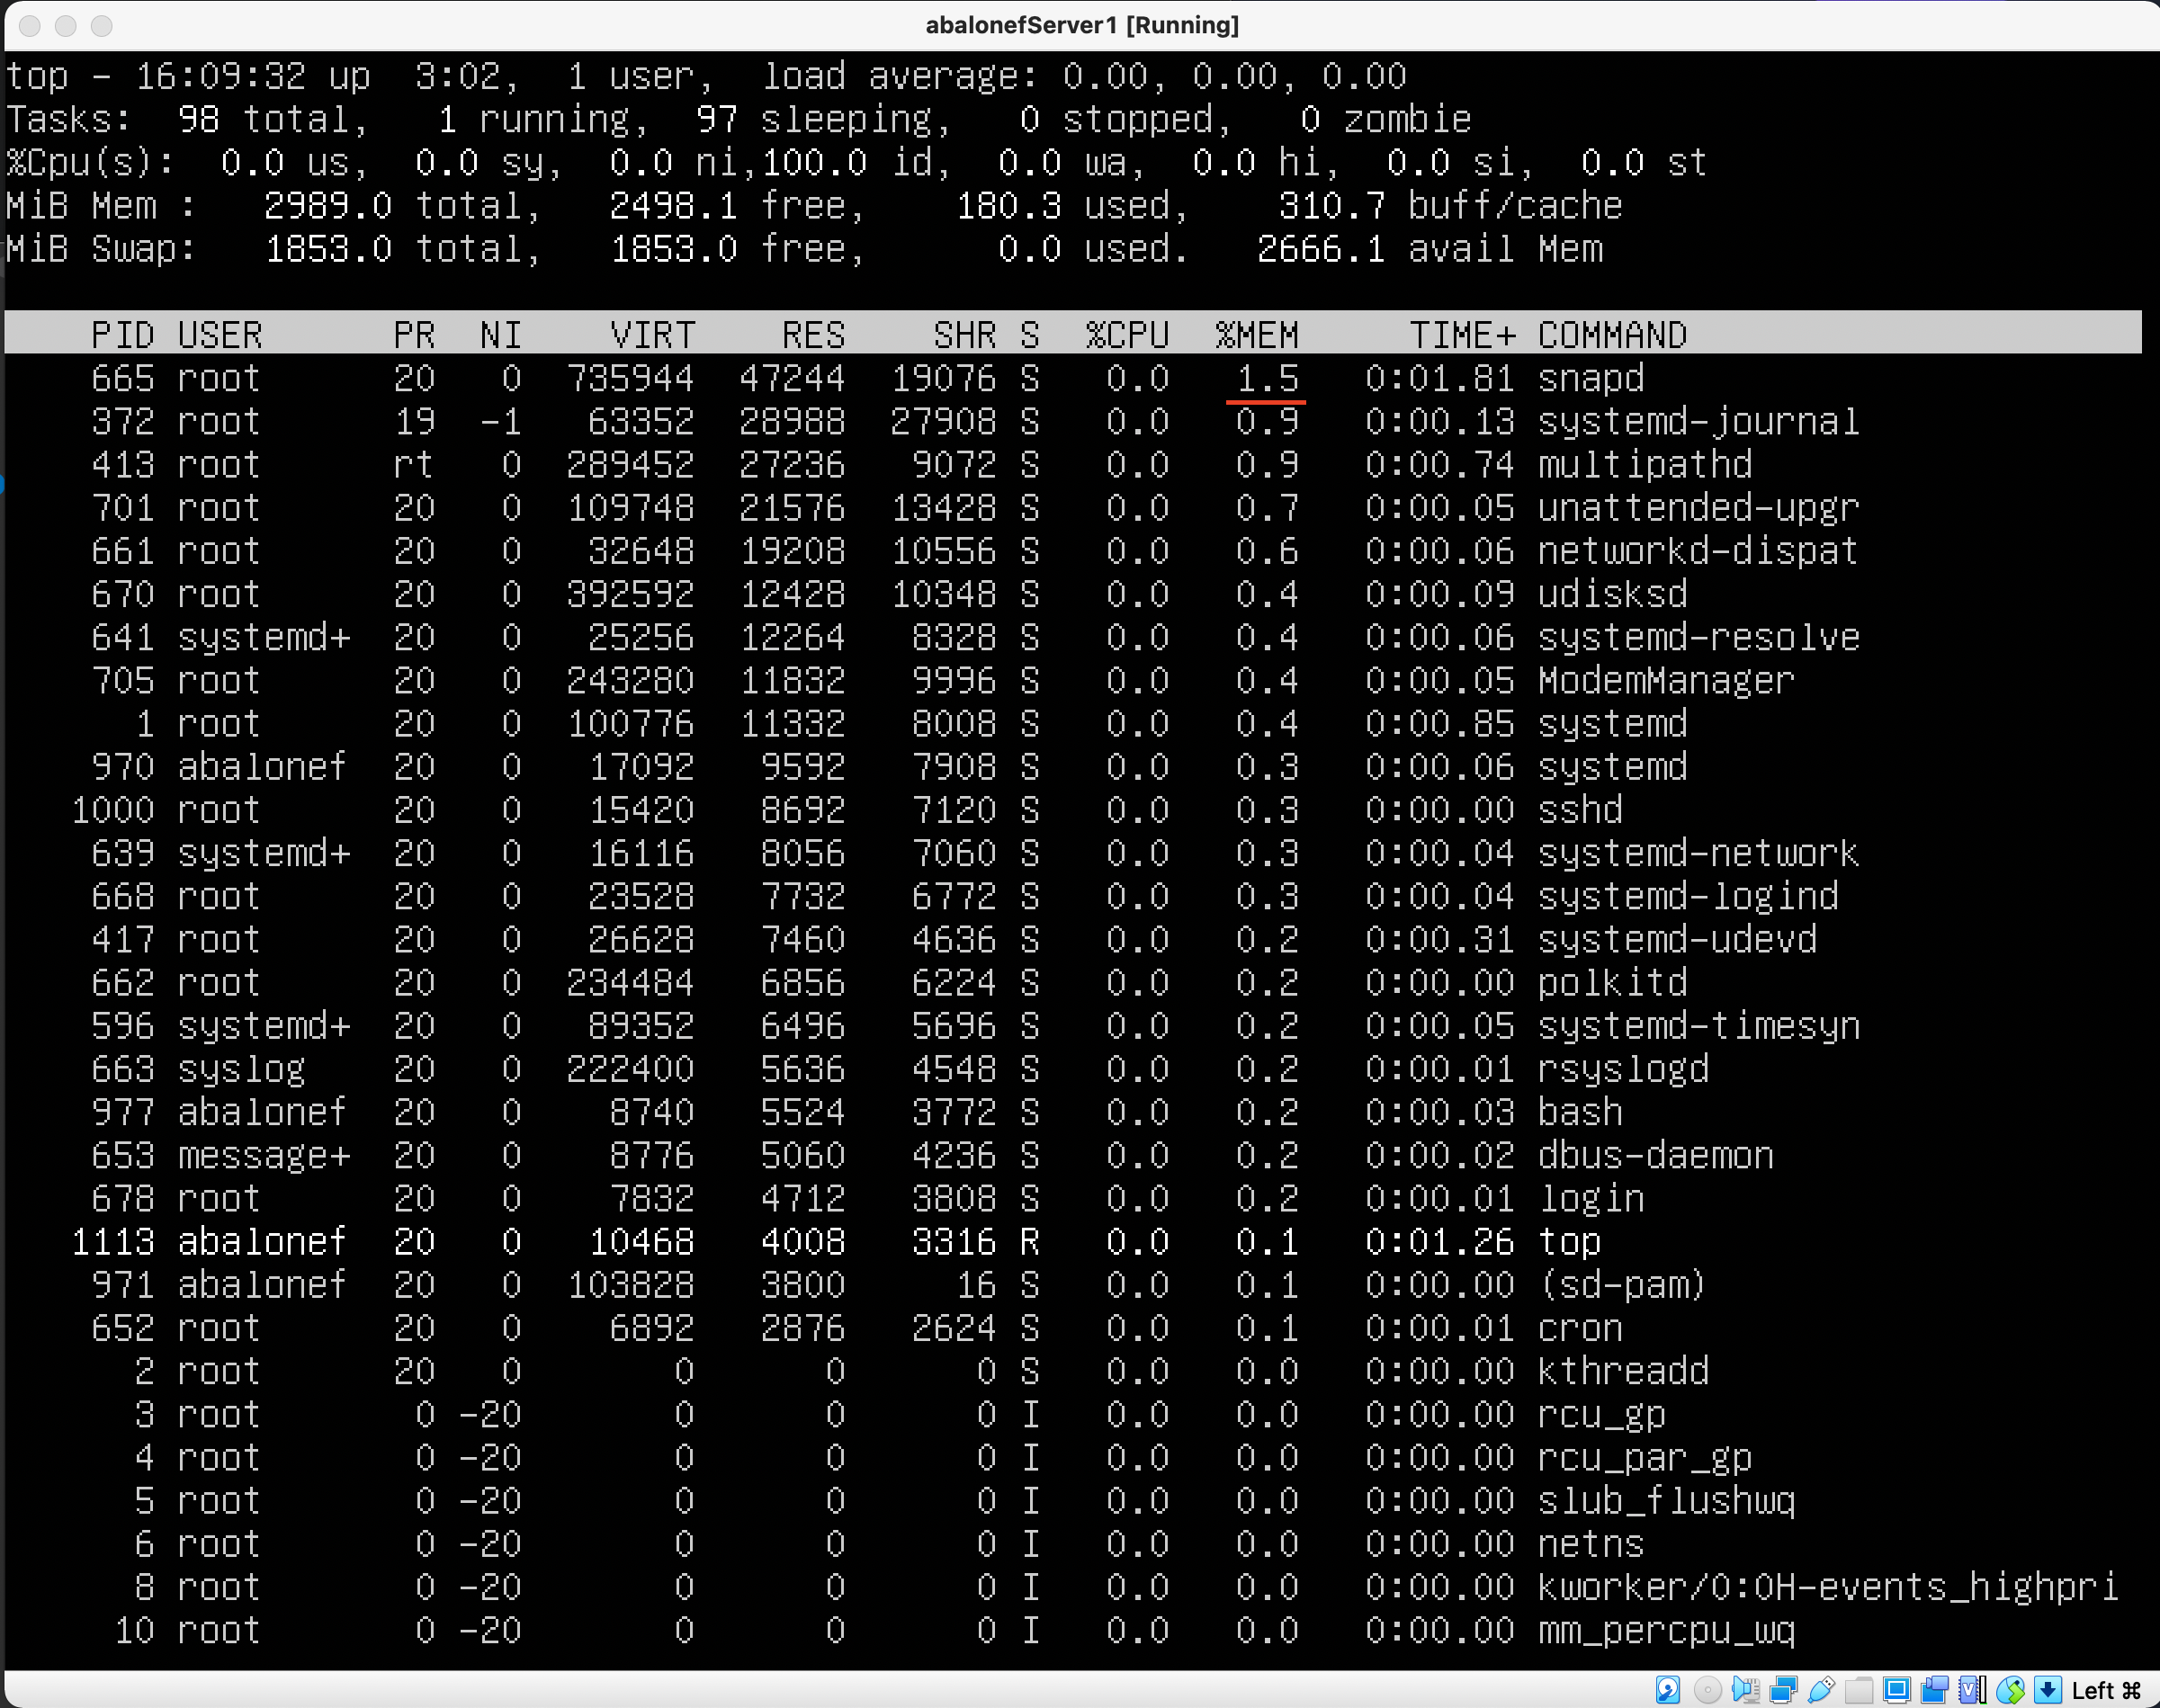 abalonefServer1 [Running]
top - 16:09:32 up  3:02,  1 user,  load average: 0.00, 0.00, 0.00
Tasks:  98 total,   1 running,  97 sleeping,   0 stopped,   0 zombie
%Cpu(s):  0.0 us,  0.0 sy,  0.0 ni,100.0 id,  0.0 wa,  0.0 hi,  0.0 si,  0.0 st
MiB Mem :   2989.0 total,   2498.1 free,    180.3 used,    310.7 buff/cache
MiB Swap:   1853.0 total,   1853.0 free,      0.0 used.   2666.1 avail Mem
PID USER      PR  NI    VIRT    RES    SHR S  %CPU  %MEM     TIME+ COMMAND
665 root      20   0  735944  47244  19076 S   0.0   1.5   0:01.81 snapd
372 root      19  -1   63352  28988  27908 S   0.0   0.9   0:00.13 systemd-journal
413 root      rt   0  289452  27236   9072 S   0.0   0.9   0:00.74 multipathd
701 root      20   0  109748  21576  13428 S   0.0   0.7   0:00.05 unattended-upgr
661 root      20   0   32648  19208  10556 S   0.0   0.6   0:00.06 networkd-dispat
670 root      20   0  392592  12428  10348 S   0.0   0.4   0:00.09 udisksd
641 systemd+  20   0   25256  12264   8328 S   0.0   0.4   0:00.06 systemd-resolve
705 root      20   0  243280  11832   9996 S   0.0   0.4   0:00.05 ModemManager
1 root      20   0  100776  11332   8008 S   0.0   0.4   0:00.85 systemd
970 abalonef  20   0   17092   9592   7908 S   0.0   0.3   0:00.06 systemd
1000 root      20   0   15420   8692   7120 S   0.0   0.3   0:00.00 sshd
639 systemd+  20   0   16116   8056   7060 S   0.0   0.3   0:00.04 systemd-network
668 root      20   0   23528   7732   6772 S   0.0   0.3   0:00.04 systemd-logind
417 root      20   0   26628   7460   4636 S   0.0   0.2   0:00.31 systemd-udevd
662 root      20   0  234484   6856   6224 S   0.0   0.2   0:00.00 polkitd
596 systemd+  20   0   89352   6496   5696 S   0.0   0.2   0:00.05 systemd-timesyn
663 syslog    20   0  222400   5636   4548 S   0.0   0.2   0:00.01 rsyslogd
977 abalonef  20   0    8740   5524   3772 S   0.0   0.2   0:00.03 bash
653 message+  20   0    8776   5060   4236 S   0.0   0.2   0:00.02 dbus-daemon
678 root      20   0    7832   4712   3808 S   0.0   0.2   0:00.01 login
1113 abalonef  20   0   10468   4008   3316 R   0.0   0.1   0:01.26 top
971 abalonef  20   0  103828   3800     16 S   0.0   0.1   0:00.00 (sd-pam)
652 root      20   0    6892   2876   2624 S   0.0   0.1   0:00.01 cron
2 root      20   0       0      0      0 S   0.0   0.0   0:00.00 kthreadd
3 root       0 -20       0      0      0 I   0.0   0.0   0:00.00 rcu_gp
4 root       0 -20       0      0      0 I   0.0   0.0   0:00.00 rcu_par_gp
5 root       0 -20       0      0      0 I   0.0   0.0   0:00.00 slub_flushwq
6 root       0 -20       0      0      0 I   0.0   0.0   0:00.00 netns
8 root       0 -20       0      0      0 I   0.0   0.0   0:00.00 kworker/0:0H-events_highpri
10 root       0 -20       0      0      0 I   0.0   0.0   0:00.00 mm_percpu_wq
Left ⌘